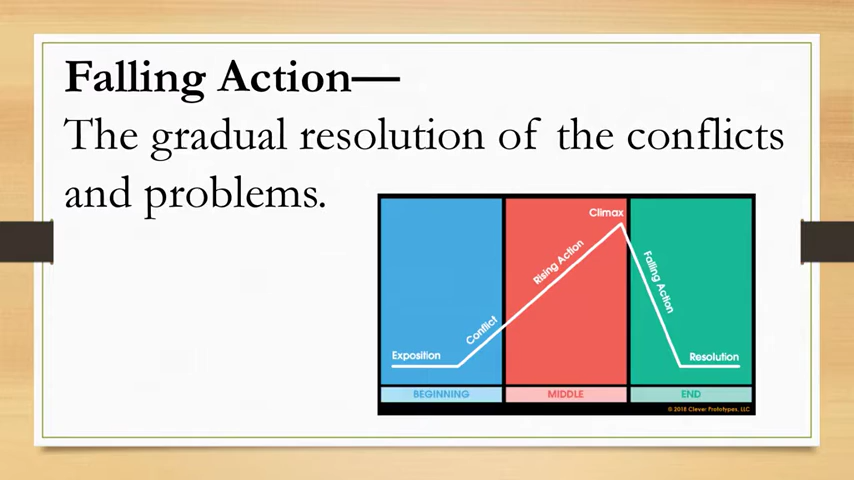 Falling Action—
The gradual resolution of the conflicts
and problems.
Climax
Rising Action
Falling Action
Conflict
Exposition
Resolution
BEGINNING
MIDDLE
END
© 2018 Clever Prototypes, LLC